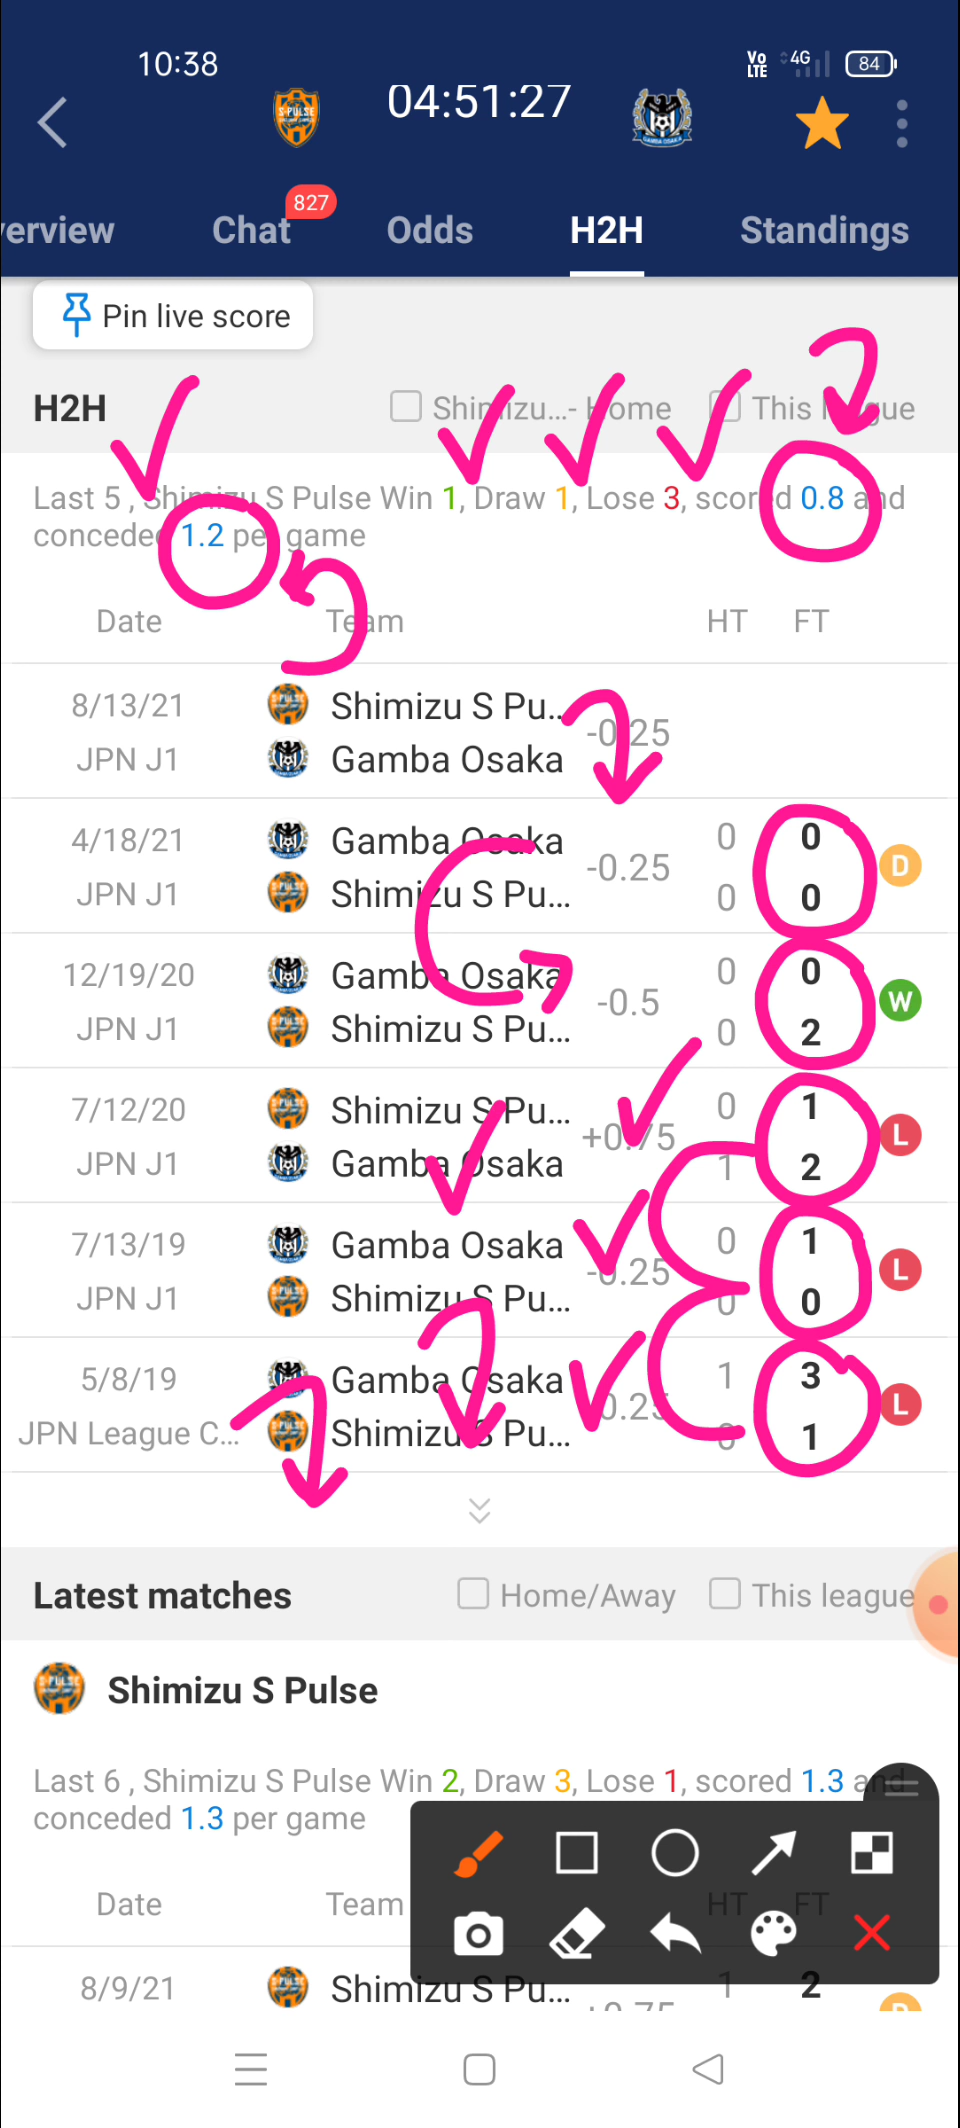 10:38
Vo LTE 4G 84
04:51:27
verview Chat 827 Odds H2H Standings
Pin live score
H2H Shimizu...- Home This league
Last 5 , Shimizu S Pulse Win 1, Draw 1, Lose 3, scored 0.8 and
conceded 1.2 per game
Date Team HT FT
8/13/21 Shimizu S Pu... -0.25
JPN J1 Gamba Osaka
4/18/21 Gamba Osaka -0.25 0 0 D
JPN J1 Shimizu S Pu... 0 0
12/19/20 Gamba Osaka -0.5 0 0 W
JPN J1 Shimizu S Pu... 0 2
7/12/20 Shimizu S Pu... +0.75 0 1 L
JPN J1 Gamba Osaka 1 2
7/13/19 Gamba Osaka -0.25 0 1 L
JPN J1 Shimizu S Pu... 0 0
5/8/19 Gamba Osaka 0.25 1 3 L
JPN League C... Shimizu S Pu... 0 1
Latest matches Home/Away This league
Shimizu S Pulse
Last 6 , Shimizu S Pulse Win 2, Draw 3, Lose 1, scored 1.3 and
conceded 1.3 per game
Date Team HT FT
8/9/21 Shimizu S Pu... 1 2